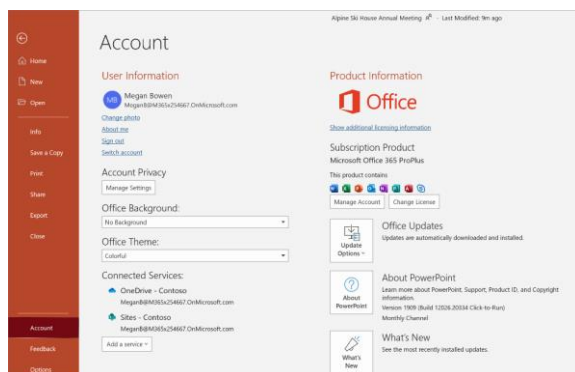 Alpine Ski House Annual Meeting - Last Modified: 9m ago
Home
New
Open
Info
Save a Copy
Print
Share
Export
Close
Account
Feedback
Options
Account
User Information
MB
Megan Bowen
MeganB@M365x254667.OnMicrosoft.com
Change photo
About me
Sign out
Switch account
Account Privacy
Manage Settings
Office Background:
No Background
Office Theme:
Colorful
Connected Services:
OneDrive - Contoso
MeganB@M365x254667.OnMicrosoft.com
Sites - Contoso
MeganB@M365x254667.OnMicrosoft.com
Add a service
Product Information
Office
Show additional licensing information
Subscription Product
Microsoft Office 365 ProPlus
This product contains
Manage Account
Change License
Update
Options
Office Updates
Updates are automatically downloaded and installed.
About
PowerPoint
About PowerPoint
Learn more about PowerPoint, Support, Product ID, and Copyright
information.
Version 1909 (Build 12026.20334 Click-to-Run)
Monthly Channel
What's
New
What's New
See the most recently installed updates.